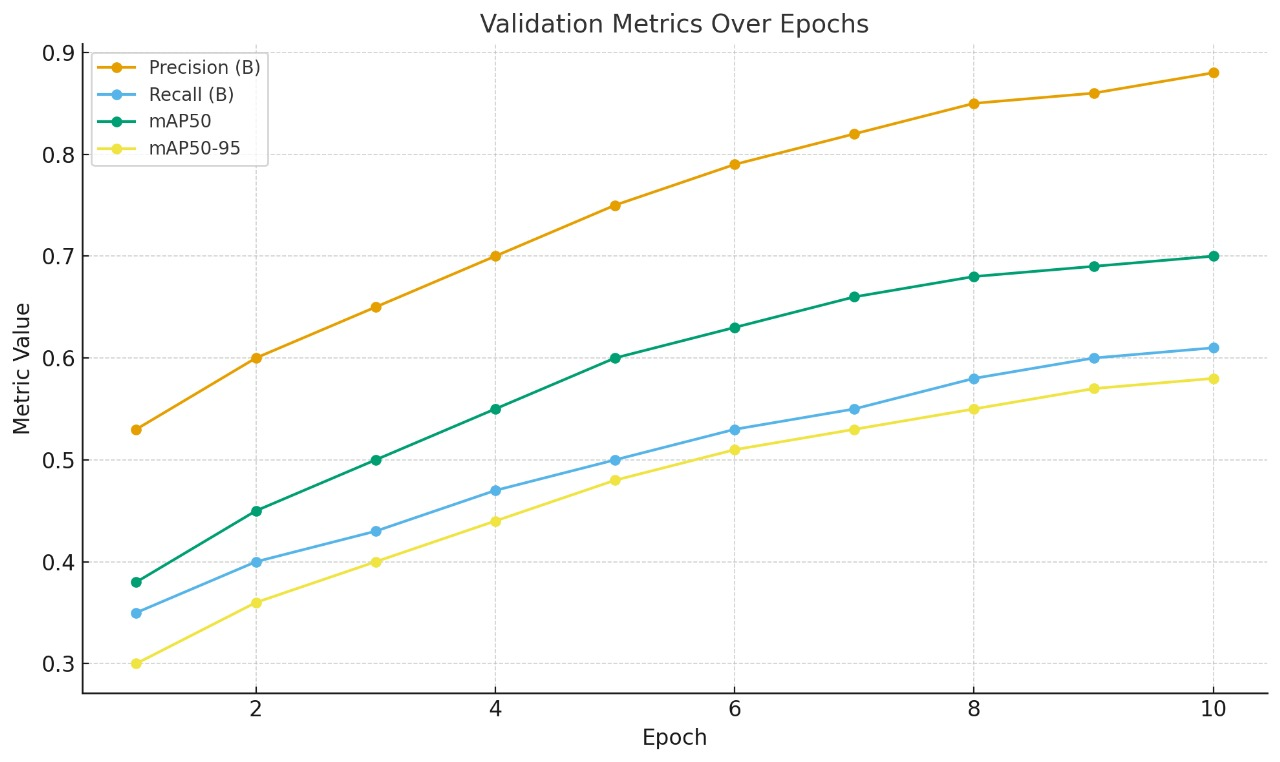 Validation Metrics Over Epochs
Precision (B)
Recall (B)
mAP50
mAP50-95
Metric Value
0.9
0.8
0.7
0.6
0.5
0.4
0.3
2 4 6 8 10
Epoch